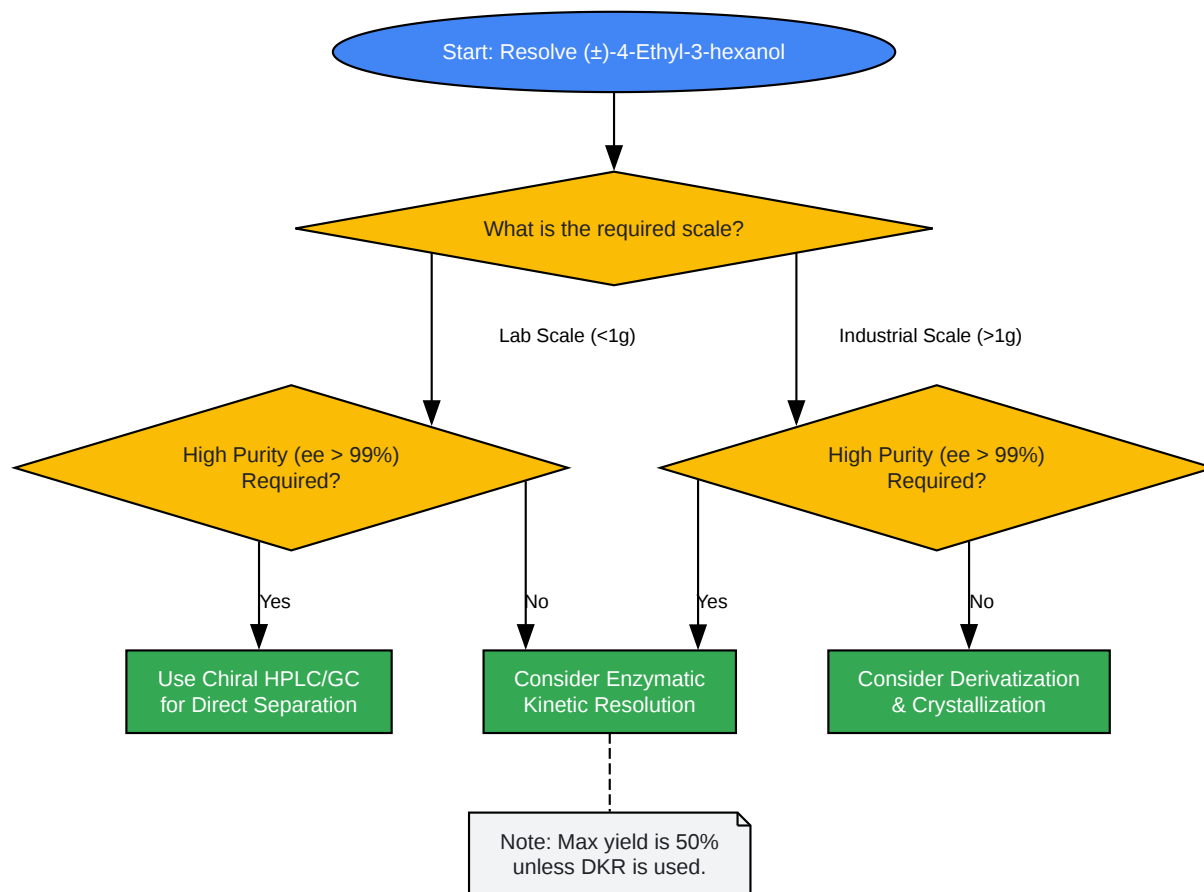 Start: Resolve (±)-4-Ethyl-3-hexanol
What is the required scale?
Lab Scale (<1g)
Industrial Scale (>1g)
High Purity (ee > 99%)
Required?
High Purity (ee > 99%)
Required?
Yes
No
Yes
No
Use Chiral HPLC/GC
for Direct Separation
Consider Enzymatic
Kinetic Resolution
Consider Derivatization
& Crystallization
Note: Max yield is 50%
unless DKR is used.